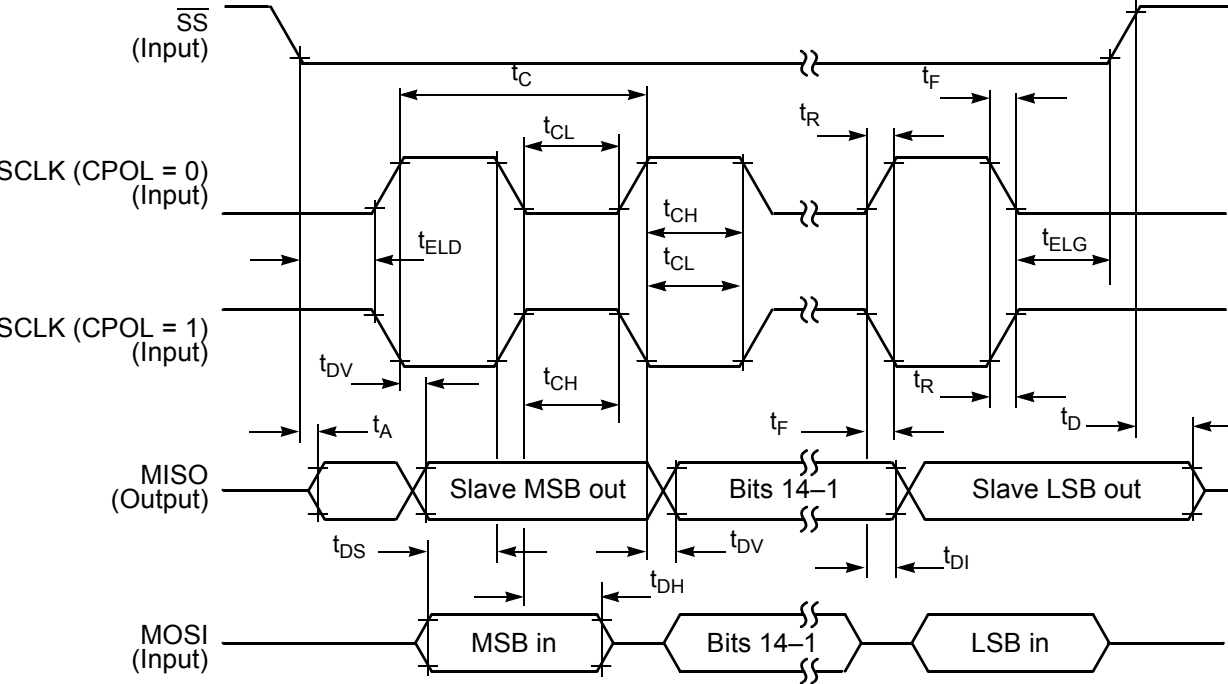 SS
(Input)
tC
tF
tR
tCL
SCLK (CPOL = 0)
(Input)
tCH
tELD
tELG
tCL
SCLK (CPOL = 1)
(Input)
tDV
tCH
tR
tA
tF
tD
MISO
(Output)
Slave MSB out
Bits 14–1
Slave LSB out
tDS
tDV
tDI
tDH
MOSI
(Input)
MSB in
Bits 14–1
LSB in